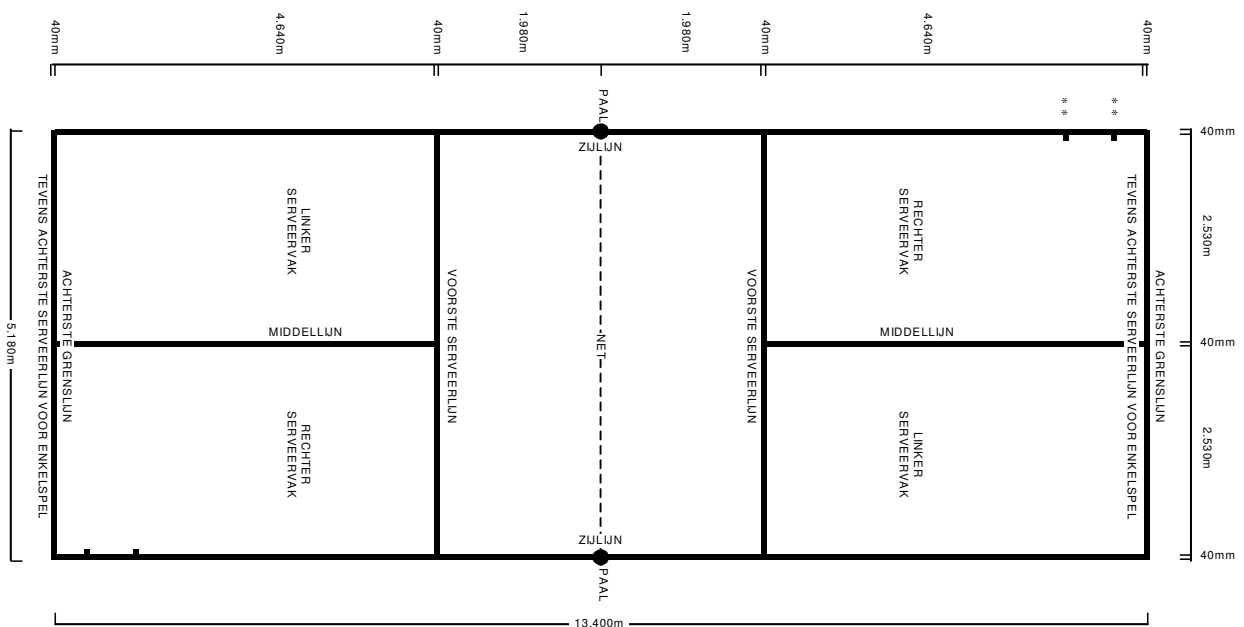 40mm
4.640m
40mm
1.980m
1.980m
40mm
4.640m
40mm
PAAL
* *
* *
40mm
ZIJLIJN
TEVENS ACHTERSTE SERVEERLIJN VOOR ENKELSPEL
ACHTERSTE GRENSLIJN
LINKER
SERVEERVAK
VOORSTE SERVEERLIJN
VOORSTE SERVEERLIJN
RECHTER
SERVEERVAK
TEVENS ACHTERSTE SERVEERLIJN VOOR ENKELSPEL
ACHTERSTE GRENSLIJN
2.530m
5.180m
MIDDELLIJN
NET
MIDDELLIJN
40mm
RECHTER
SERVEERVAK
LINKER
SERVEERVAK
2.530m
ZIJLIJN
40mm
PAAL
13.400m